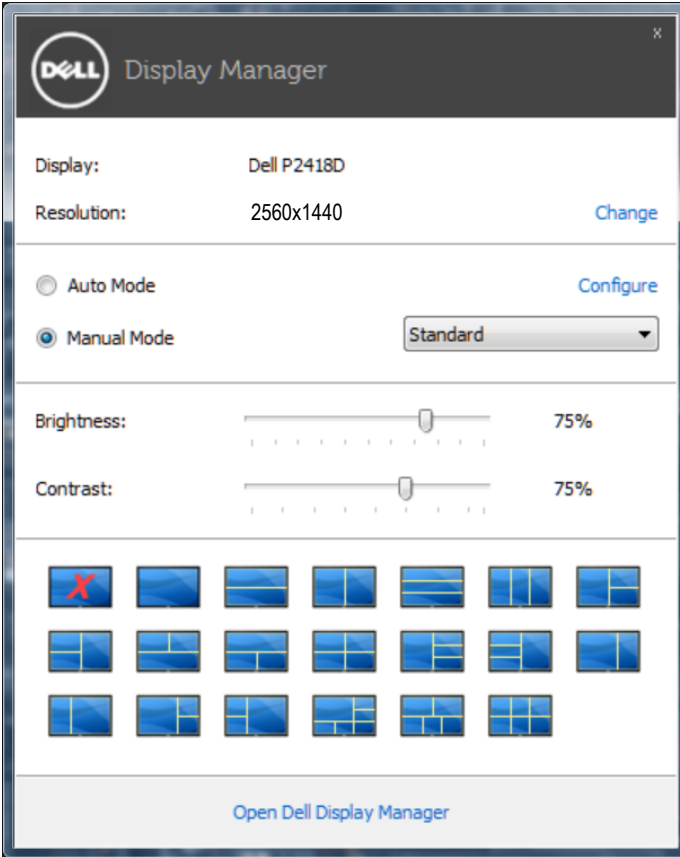 DELL Display Manager x
Display: Dell P2418D
Resolution: 2560x1440 Change
Auto Mode Configure
Manual Mode Standard
Brightness: 75%
Contrast: 75%
X
Open Dell Display Manager